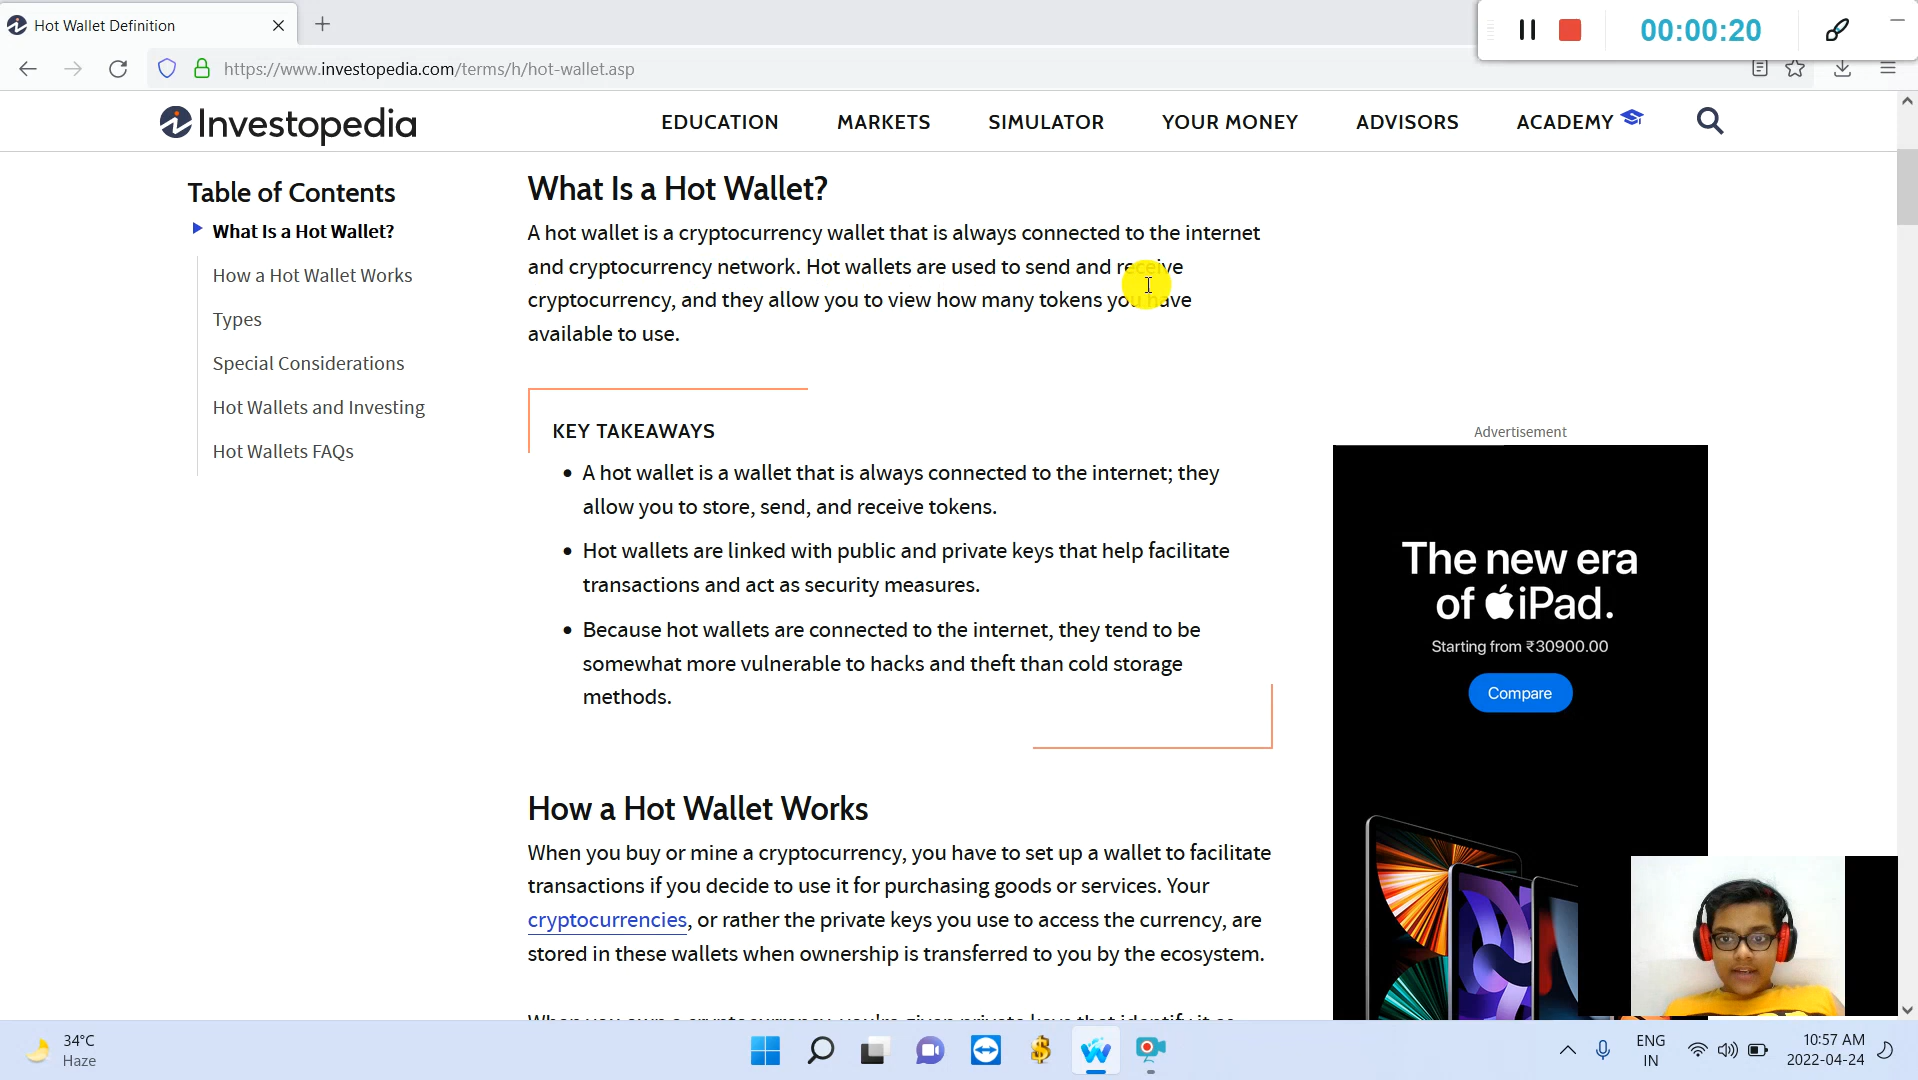 Hot Wallet Definition
00:00:20
https://www.investopedia.com/terms/h/hot-wallet.asp
Investopedia
EDUCATION
MARKETS
SIMULATOR
YOUR MONEY
ADVISORS
ACADEMY
Table of Contents
What Is a Hot Wallet?
How a Hot Wallet Works
Types
Special Considerations
Hot Wallets and Investing
Hot Wallets FAQs
What Is a Hot Wallet?
A hot wallet is a cryptocurrency wallet that is always connected to the internet
and cryptocurrency network. Hot wallets are used to send and receive
cryptocurrency, and they allow you to view how many tokens you have
available to use.
KEY TAKEAWAYS
• A hot wallet is a wallet that is always connected to the internet; they
allow you to store, send, and receive tokens.
• Hot wallets are linked with public and private keys that help facilitate
transactions and act as security measures.
• Because hot wallets are connected to the internet, they tend to be
somewhat more vulnerable to hacks and theft than cold storage
methods.
How a Hot Wallet Works
When you buy or mine a cryptocurrency, you have to set up a wallet to facilitate
transactions if you decide to use it for purchasing goods or services. Your
cryptocurrencies, or rather the private keys you use to access the currency, are
stored in these wallets when ownership is transferred to you by the ecosystem.
Advertisement
The new era
of iPad.
Starting from ₹30900.00
Compare
34°C
Haze
ENG
IN
10:57 AM
2022-04-24